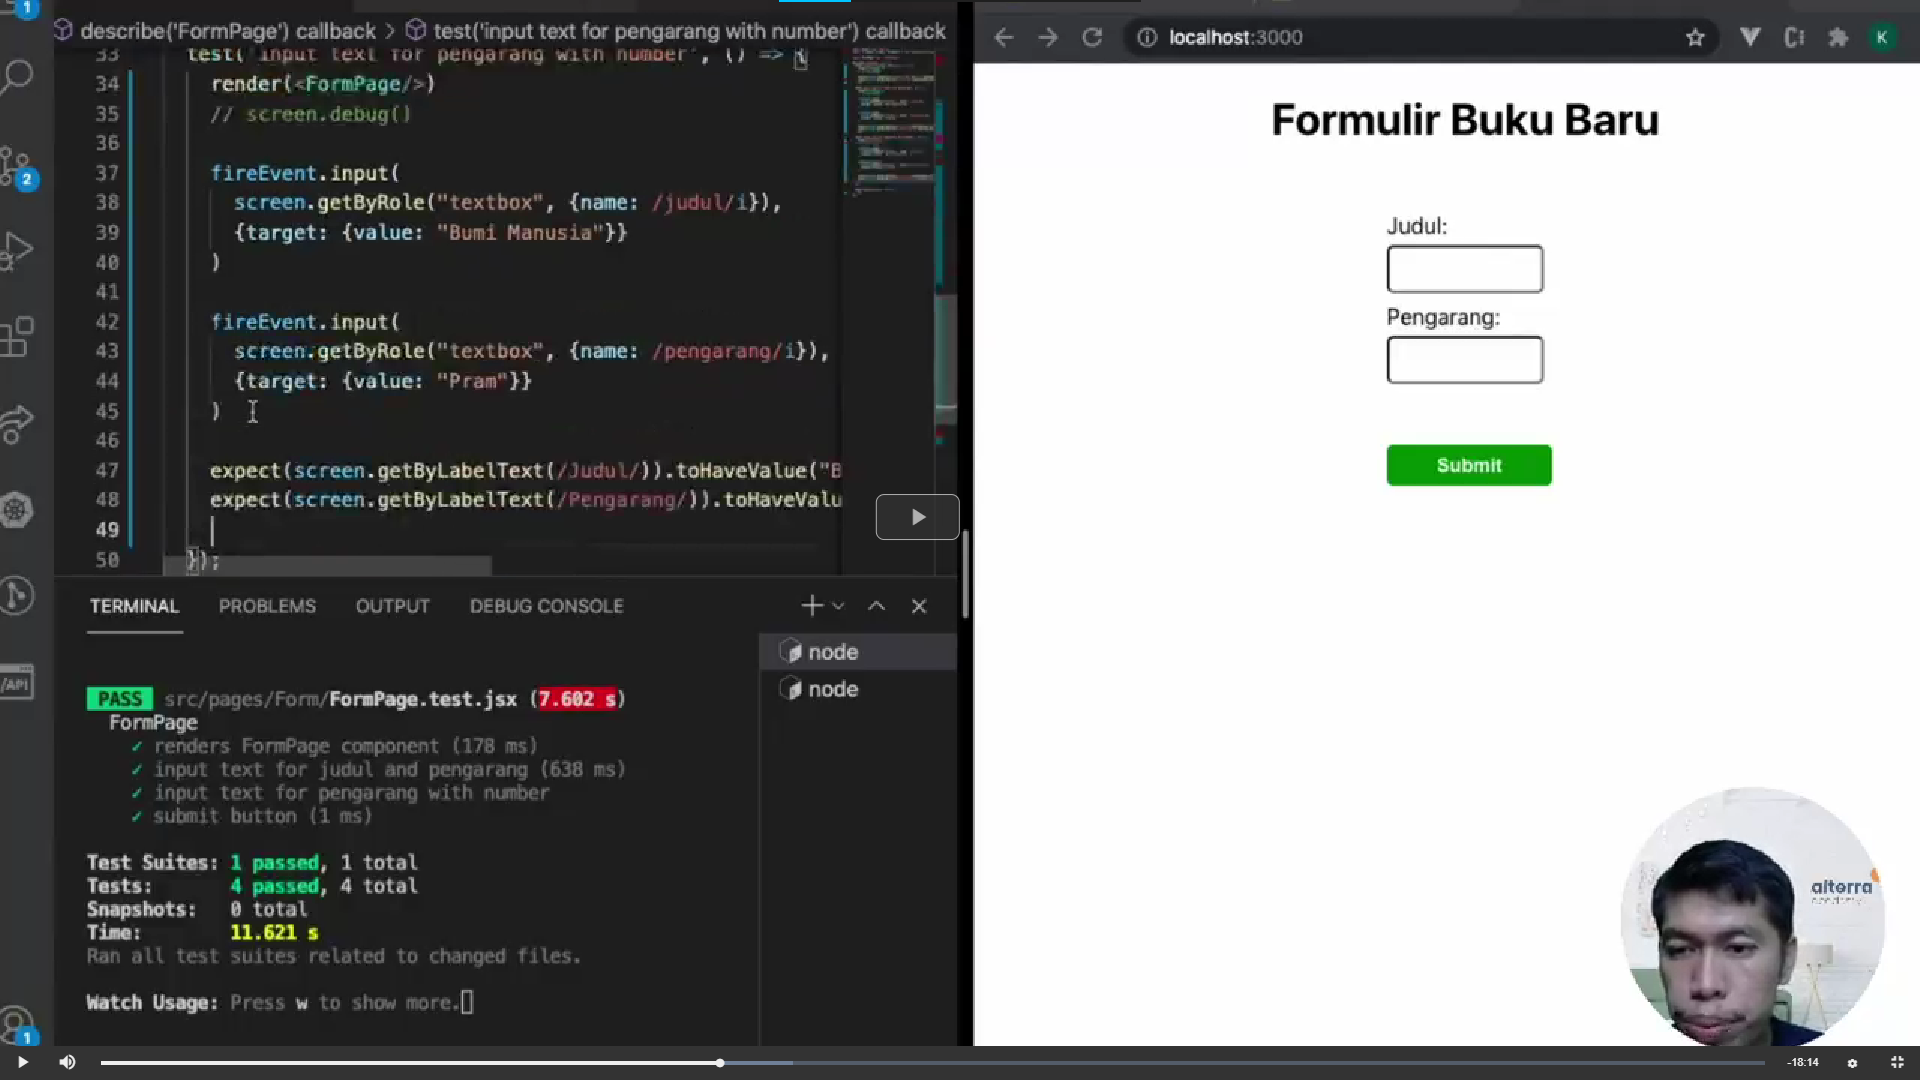 describe('FormPage') callback > test('input text for pengarang with number') callback
33 test('input text for pengarang with number', () => {
34 render(<FormPage/>)
35 // screen.debug()
36
37 fireEvent.input(
38 screen.getByRole("textbox", {name: /judul/i}),
39 {target: {value: "Bumi Manusia"}}
40 )
41
42 fireEvent.input(
43 screen.getByRole("textbox", {name: /pengarang/i}),
44 {target: {value: "Pram"}}
45 )
46
47 expect(screen.getByLabelText(/Judul/)).toHaveValue("B
48 expect(screen.getByLabelText(/Pengarang/)).toHaveValu
49
50 });
1
2
/API
1
TERMINAL PROBLEMS OUTPUT DEBUG CONSOLE
node
node
PASS src/pages/Form/FormPage.test.jsx (7.602 s)
FormPage
✓ renders FormPage component (178 ms)
✓ input text for judul and pengarang (638 ms)
✓ input text for pengarang with number
✓ submit button (1 ms)
Test Suites: 1 passed, 1 total
Tests: 4 passed, 4 total
Snapshots: 0 total
Time: 11.621 s
Ran all test suites related to changed files.
Watch Usage: Press w to show more.
localhost:3000
K
Formulir Buku Baru
Judul:
Pengarang:
Submit
alterra
academy
-18:14